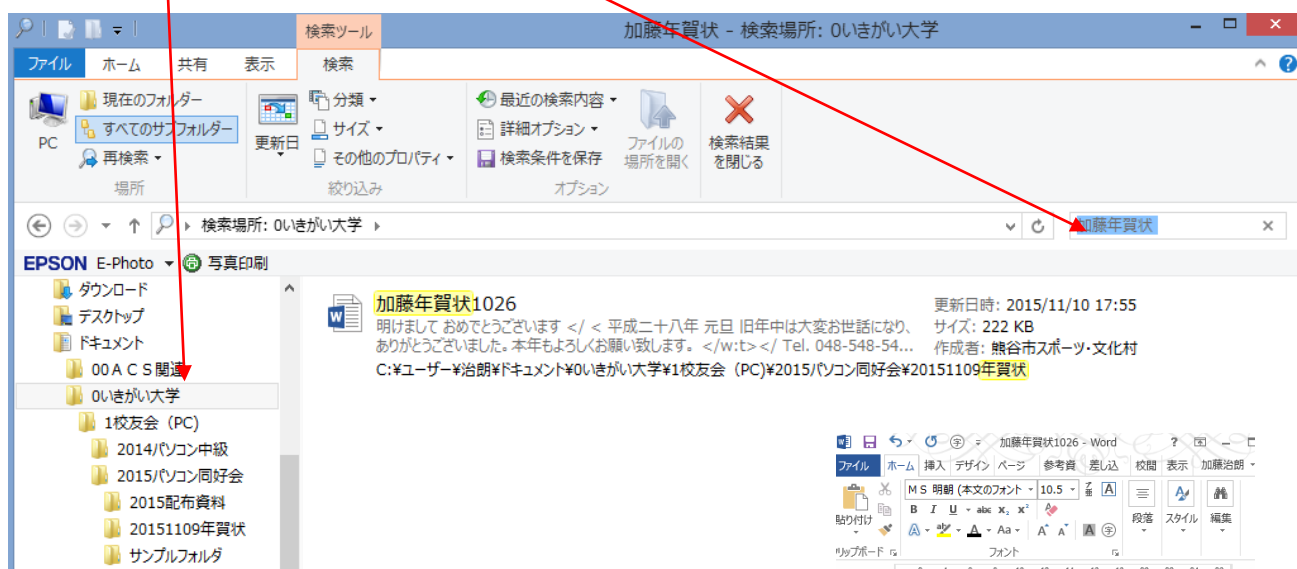 検索ツール
加藤年賀状 - 検索場所: 0いきがい大学
ファイル ホーム 共有 表示 検索
PC
現在のフォルダー
すべてのサブフォルダー
再検索
場所
更新日
分類
サイズ
その他のプロパティ
絞り込み
最近の検索内容
詳細オプション
検索条件を保存
オプション
ファイルの
場所を開く
検索結果
を閉じる
検索場所: 0いきがい大学
加藤年賀状
EPSON E-Photo 写真印刷
ダウンロード
デスクトップ
ドキュメント
00ACS関連
0いきがい大学
1校友会 (PC)
2014パソコン中級
2015パソコン同好会
2015配布資料
20151109年賀状
サンプルフォルダ
加藤年賀状1026
明けまして おめでとうございます </ < 平成二十八年 元旦 旧年中は大変お世話になり、
ありがとうございました。本年もよろしくお願い致します。 </w:t></ Tel. 048-548-54...
C:¥ユーザー¥治朗¥ドキュメント¥0いきがい大学¥1校友会 (PC)¥2015パソコン同好会¥20151109年賀状
更新日時: 2015/11/10 17:55
サイズ: 222 KB
作成者: 熊谷市スポーツ・文化村
加藤年賀状1026 - Word
ファイル ホーム 挿入 デザイン ページ 参考資 差し込 校閲 表示 加藤治朗
貼り付け
MS 明朝 (本文のフォント 10.5
B I U abc X₂ X²
A ab A Aa A A A 字
段落
スタイル
編集
リップボード
フォント